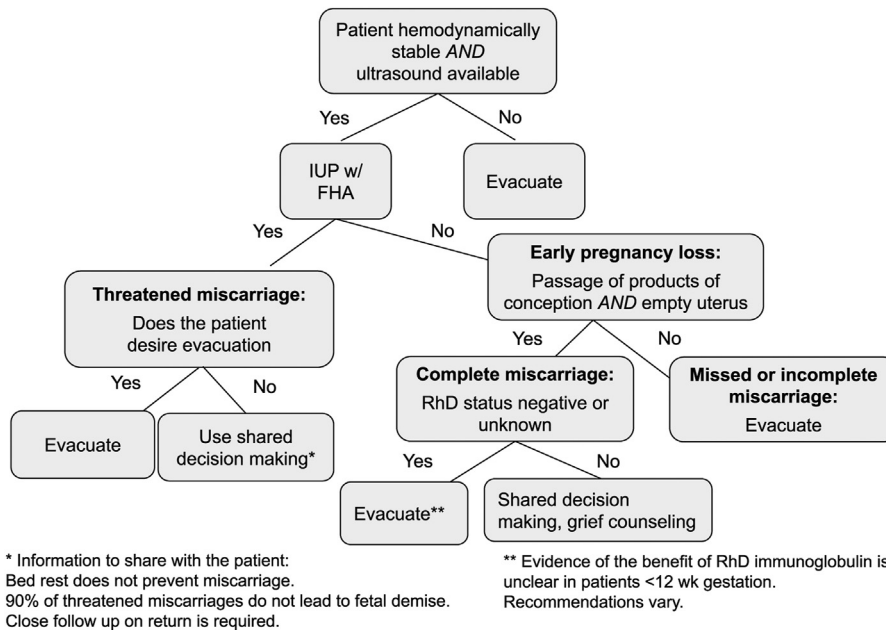 Patient hemodynamically
stable AND
ultrasound available
Yes
No
IUP w/
FHA
Evacuate
Yes
No
Threatened miscarriage:
Does the patient
desire evacuation
Early pregnancy loss:
Passage of products of
conception AND empty uterus
Yes
No
Yes
No
Evacuate
Use shared
decision making*
Complete miscarriage:
RhD status negative or
unknown
Missed or incomplete
miscarriage:
Evacuate
Yes
No
Evacuate**
Shared decision
making, grief counseling
* Information to share with the patient:
Bed rest does not prevent miscarriage.
90% of threatened miscarriages do not lead to fetal demise.
Close follow up on return is required.
** Evidence of the benefit of RhD immunoglobulin is
unclear in patients <12 wk gestation.
Recommendations vary.